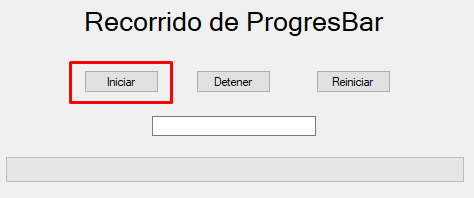 Recorrido de ProgresBar
Iniciar Detener Reiniciar